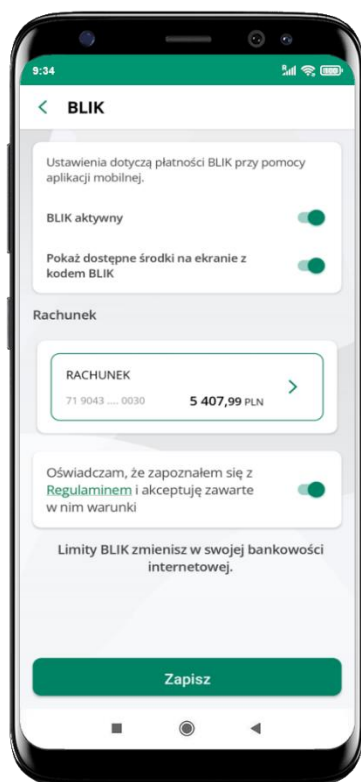 9:34
BLIK
Ustawienia dotyczą płatności BLIK przy pomocy
aplikacji mobilnej.
BLIK aktywny
Pokaż dostępne środki na ekranie z
kodem BLIK
Rachunek
RACHUNEK
71 9043 .... 0030 5 407,99 PLN
Oświadczam, że zapoznałem się z
Regulaminem i akceptuję zawarte
w nim warunki
Limity BLIK zmienisz w swojej bankowości
internetowej.
Zapisz